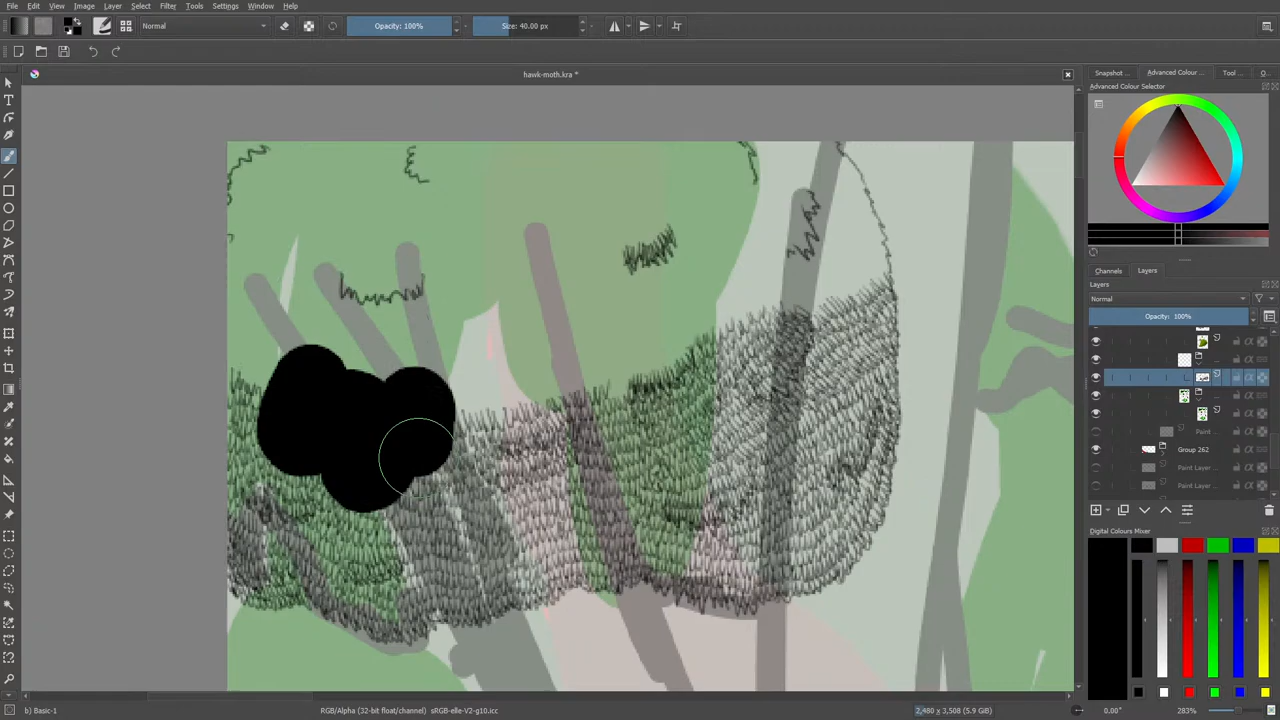 File Edit View Image Layer Select Filter Tools Settings Window Help
Normal Opacity: 100% Size: 40.00 px
hawk-moth.kra *
Snapshot ... Advanced Colour ... Tool ... O...
Advanced Colour Selector
Channels Layers
Layers
Normal
Opacity: 100%
Paint ...
Group 262
Paint Layer ...
Paint Layer ...
Digital Colours Mixer
b) Basic-1 RGB/Alpha (32-bit float/channel) sRGB-elle-V2-g10.icc 2,480 x 3,508 (5.9 GiB) 0.00° 283%